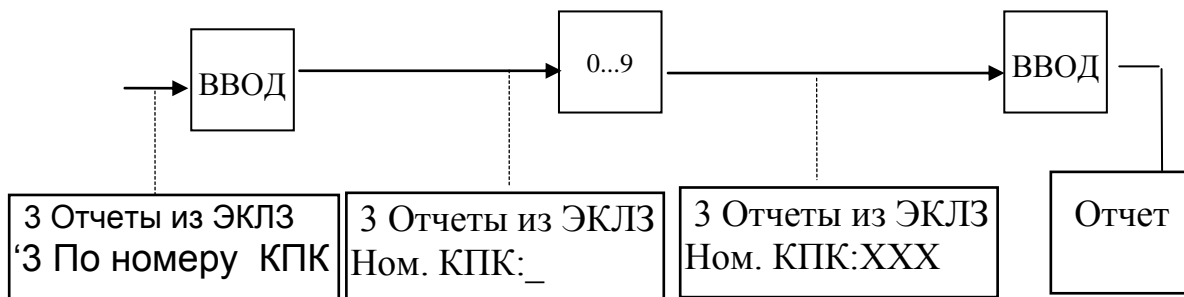 ВВОД
0...9
ВВОД
3 Отчеты из ЭКЛЗ
‘3 По номеру КПК
3 Отчеты из ЭКЛЗ
Ном. КПК:_
3 Отчеты из ЭКЛЗ
Ном. КПК:XXX
Отчет